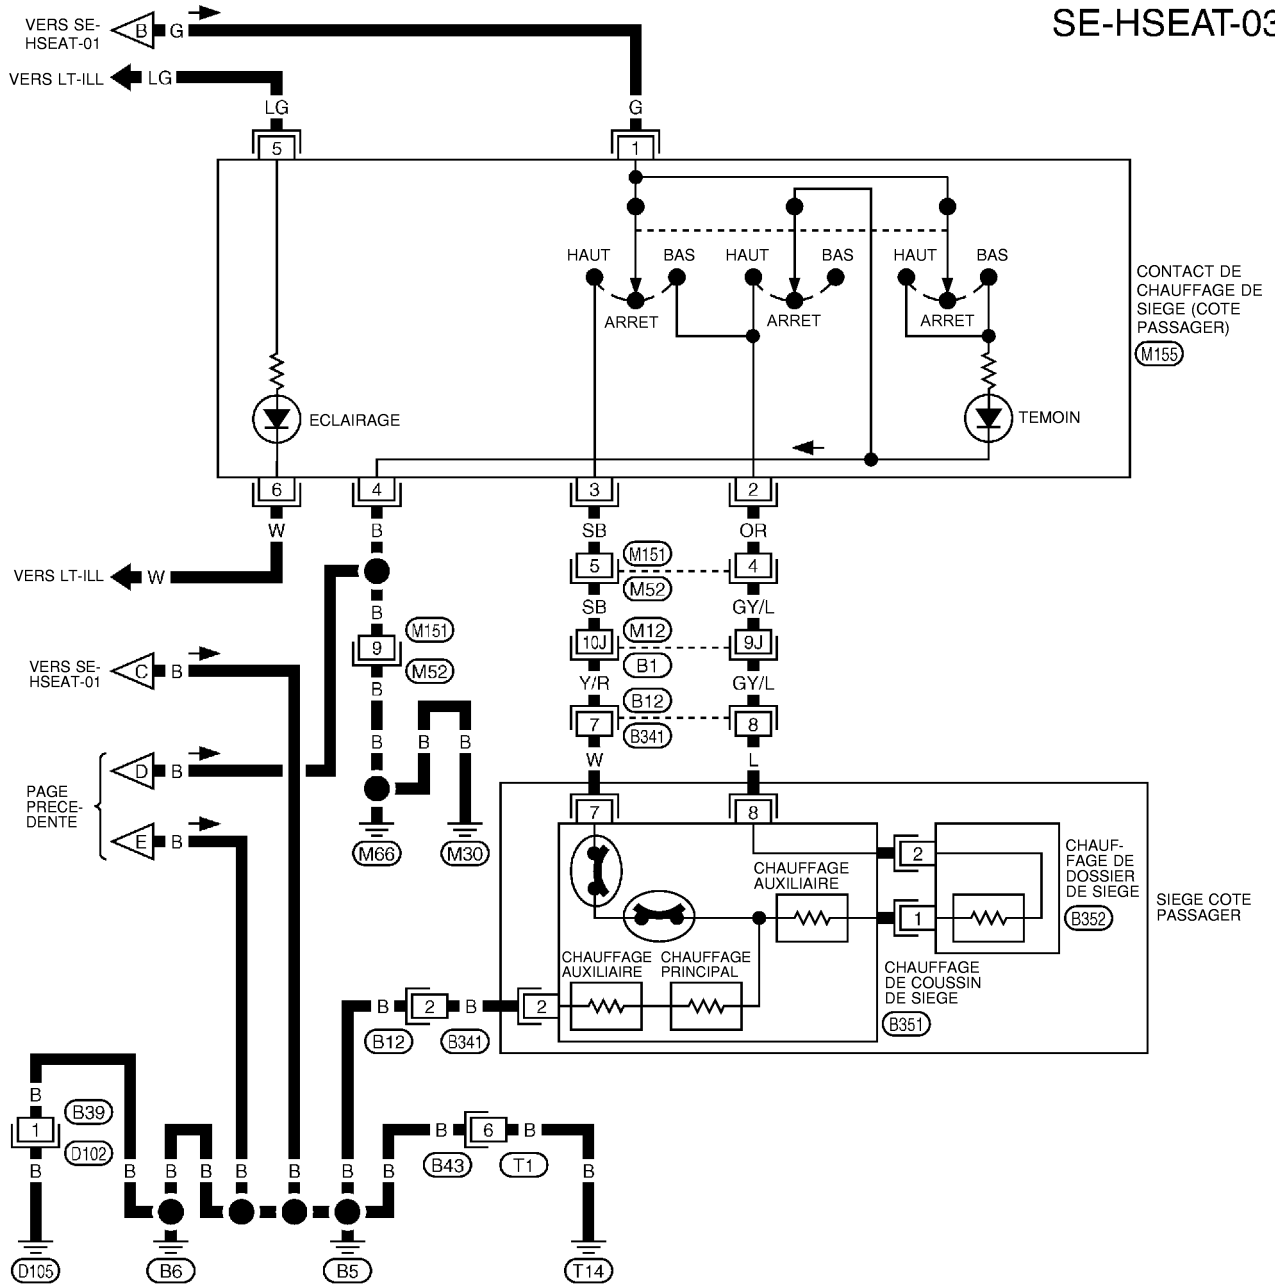 SE-HSEAT-03
VERS SE-
HSEAT-01
B
G
VERS LT-ILL
LG
LG
G
5
1
HAUT
BAS
HAUT
BAS
HAUT
BAS
ARRET
ARRET
ARRET
CONTACT DE
CHAUFFAGE DE
SIEGE (COTE
PASSAGER)
M155
ECLAIRAGE
TEMOIN
6
4
3
2
W
B
SB
OR
VERS LT-ILL
W
5
M151
4
M52
B
SB
GY/L
9
M151
M52
10J
M12
9J
B1
VERS SE-
HSEAT-01
C
B
B
Y/R
GY/L
7
B12
8
B341
B
B
B
W
L
PAGE
PRECE-
DENTE
D
B
E
B
M66
M30
7
8
CHAUFFAGE
AUXILIAIRE
2
1
CHAUF-
FAGE DE
DOSSIER
DE SIEGE
B352
SIEGE COTE
PASSAGER
CHAUFFAGE
AUXILIAIRE
CHAUFFAGE
PRINCIPAL
CHAUFFAGE
DE COUSSIN
DE SIEGE
B351
B
2
B
2
B12
B341
B
1
B39
D102
B
B
B
B
B
B
B
B
B
6
B
B43
T1
B
D105
B6
B5
T14